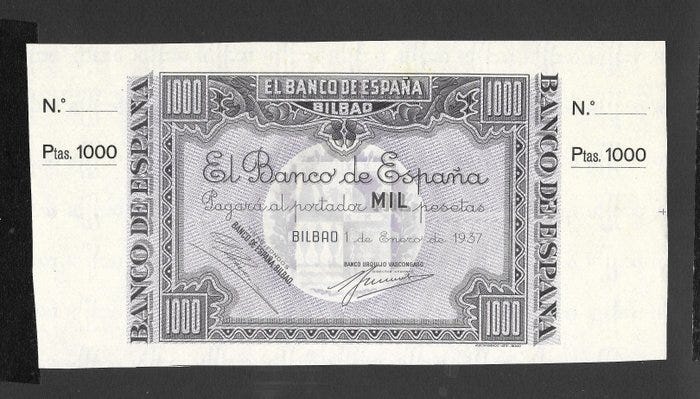 EL BANCO DE ESPAÑA
BILBAO
1000
1000
N.º
Ptas. 1000
BANCO DE ESPAÑA
El Banco de España
Pagará al portador MIL pesetas
BILBAO 1 de Enero de 1937
BANCO DE ESPAÑA-BILBAO
BANCO URQUIJO VASCONGADO
1000
1000
BANCO DE ESPAÑA
N.º
Ptas. 1000